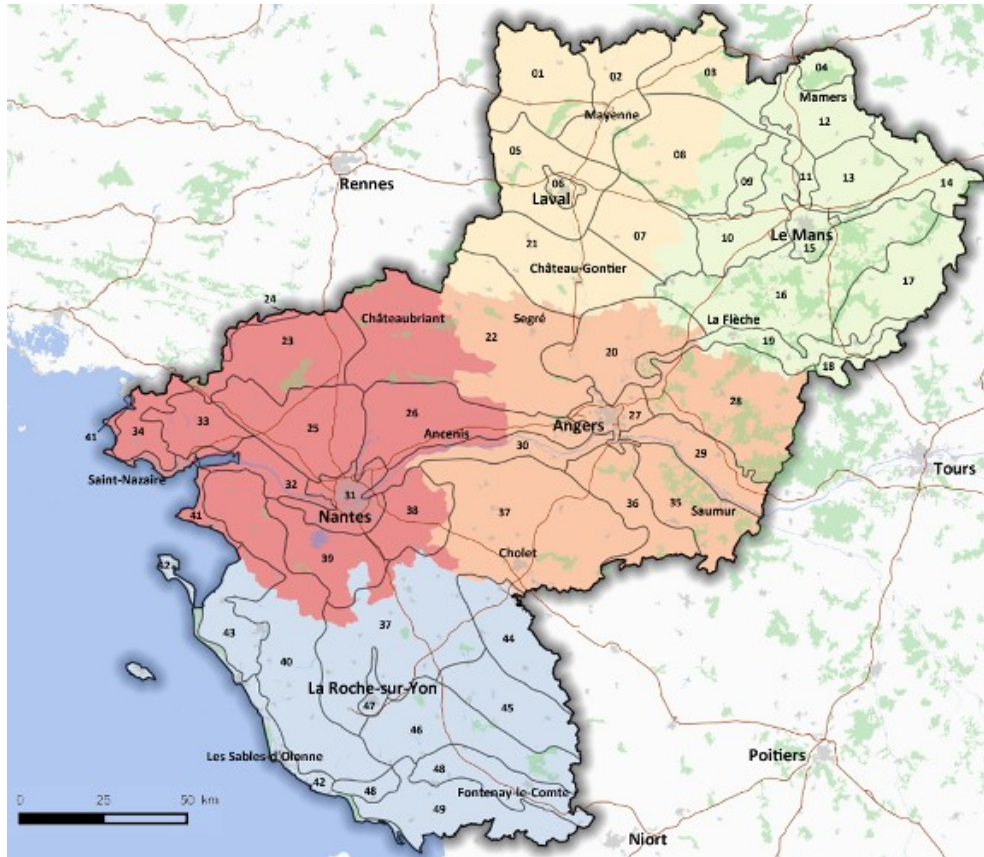 04
01
02
03
Mamers
Mayenne
12
05
08
11
13
09
14
06
Rennes
Laval
Le Mans
10
15
21
07
Château-Gontier
16
17
24
Châteaubriant
Segré
La Flèche
23
22
20
19
18
28
33
34
25
26
Ancenis
Angers
27
41
30
29
Tours
Saint-Nazaire
32
31
Nantes
38
37
36
35
Saumur
41
39
Cholet
52
43
40
37
44
La Roche-sur-Yon
47
45
46
Les Sables-d'Olonne
Poitiers
48
42
48
Fontenay-le-Comte
49
0 25 50 km
Niort